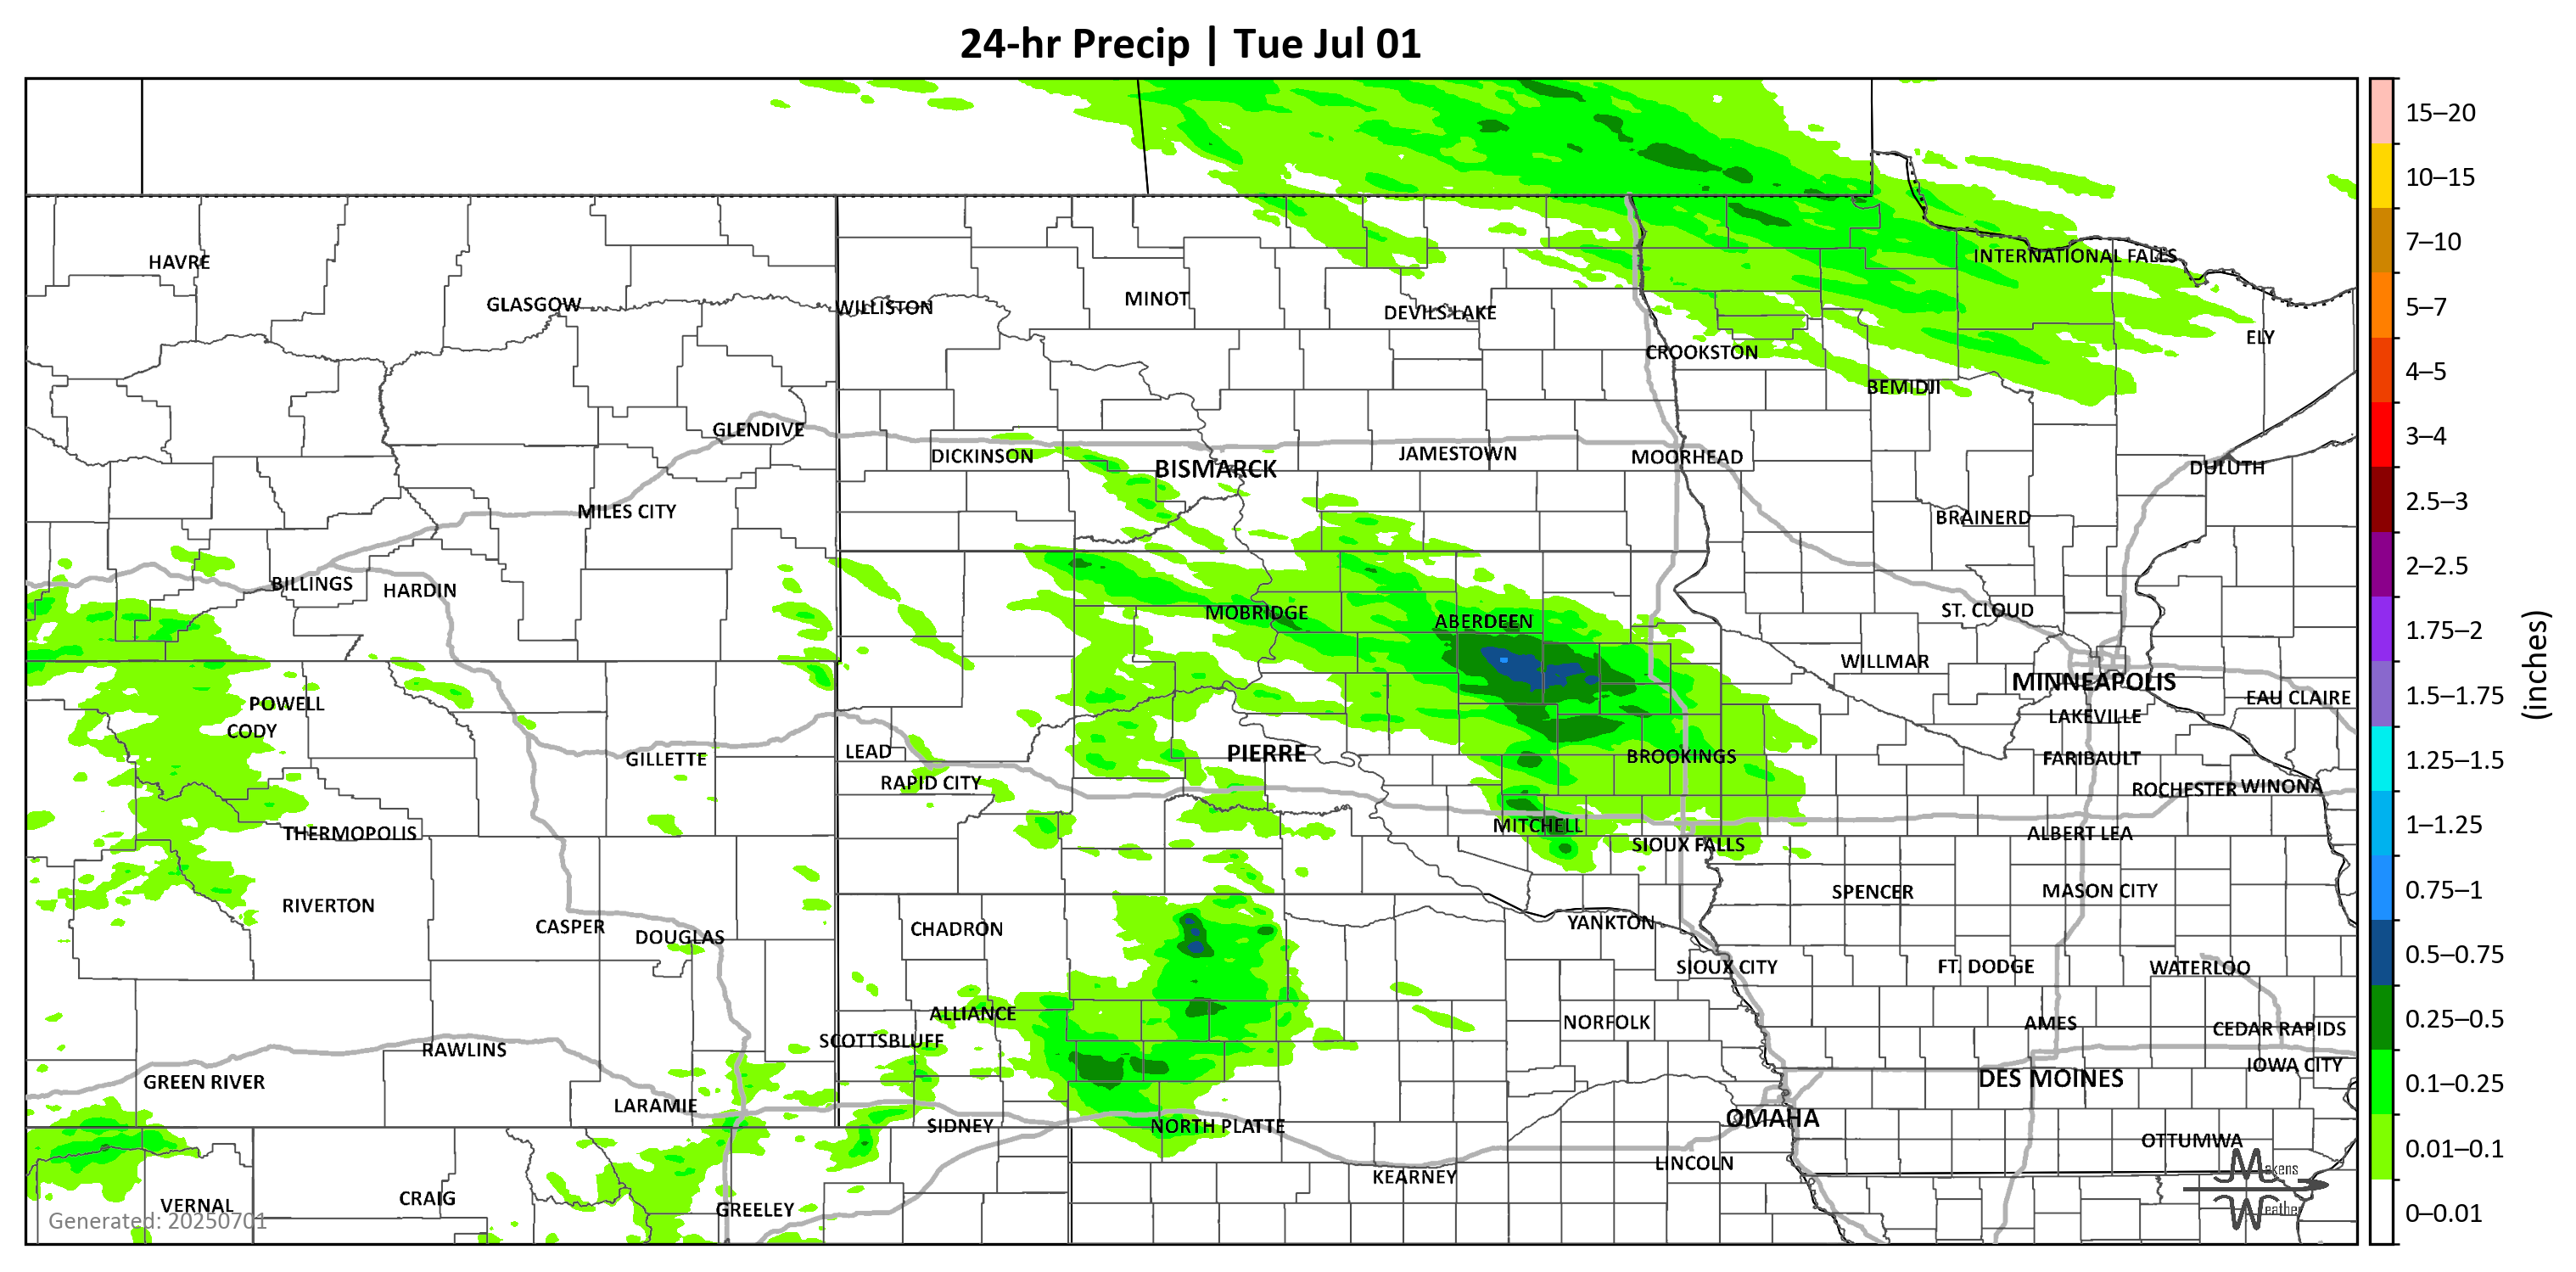 24-hr Precip | Tue Jul 01
15–20
10–15
INTERNATIONAL FALLS
7–10
HAVRE
MINOT
GLASGOW
WILLISTON
DEVILS LAKE
5–7
ELY
CROOKSTON
4–5
BEMIDJI
GLENDIVE
3–4
DICKINSON
JAMESTOWN
MOORHEAD
BISMARCK
DULUTH
2.5–3
MILES CITY
BRAINERD
2–2.5
BILLINGS
HARDIN
MOBRIDGE
ABERDEEN
ST. CLOUD
1.75–2
WILLMAR
MINNEAPOLIS
(inches)
1.5–1.75
EAU CLAIRE
POWELL
LAKEVILLE
CODY
LEAD
PIERRE
GILLETTE
BROOKINGS
FARIBAULT
1.25–1.5
RAPID CITY
ROCHESTER
WINONA
THERMOPOLIS
MITCHELL
ALBERT LEA
1–1.25
SIOUX FALLS
SPENCER
MASON CITY
0.75–1
RIVERTON
CASPER
CHADRON
YANKTON
DOUGLAS
0.5–0.75
SIOUX CITY
FT. DODGE
WATERLOO
ALLIANCE
NORFOLK
AMES
0.25–0.5
CEDAR RAPIDS
SCOTTSBLUFF
RAWLINS
IOWA CITY
GREEN RIVER
DES MOINES
0.1–0.25
LARAMIE
OMAHA
SIDNEY
NORTH PLATTE
OTTUMWA
0.01–0.1
LINCOLN
KEARNEY
Makens
Weather
VERNAL
CRAIG
GREELEY
Generated: 20250701
0–0.01